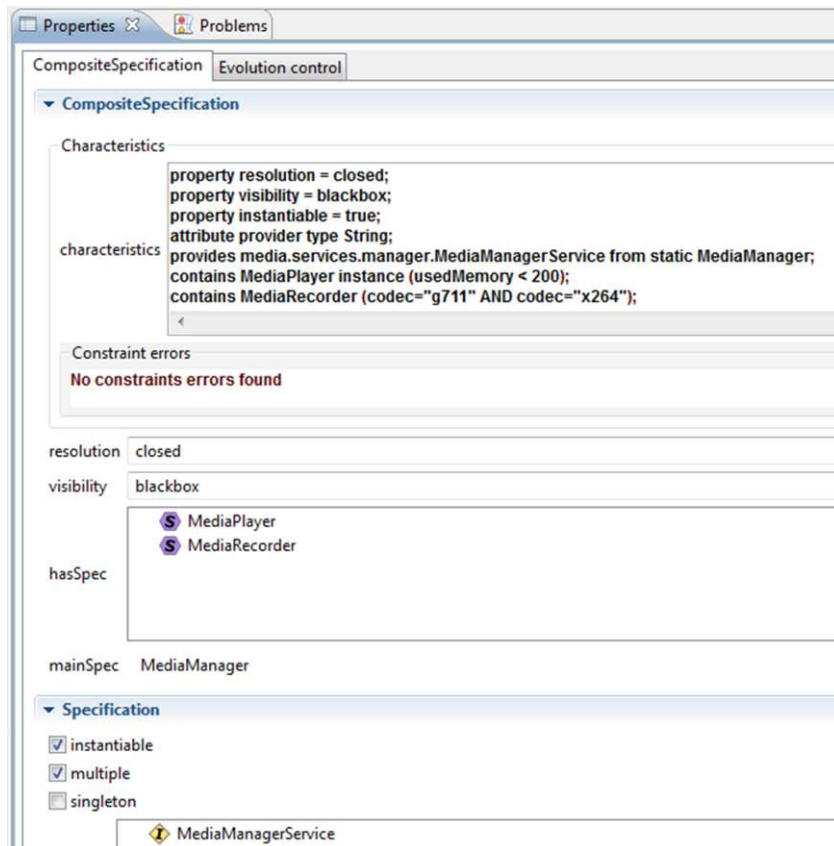 Properties Problems
CompositeSpecification Evolution control
CompositeSpecification
Characteristics
property resolution = closed;
property visibility = blackbox;
property instantiable = true;
attribute provider type String;
characteristics provides media.services.manager.MediaManagerService from static MediaManager;
contains MediaPlayer instance (usedMemory < 200);
contains MediaRecorder (codec="g711" AND codec="x264");
Constraint errors
No constraints errors found
resolution closed
visibility blackbox
S MediaPlayer
S MediaRecorder
hasSpec
mainSpec MediaManager
Specification
instantiable
multiple
singleton
I MediaManagerService